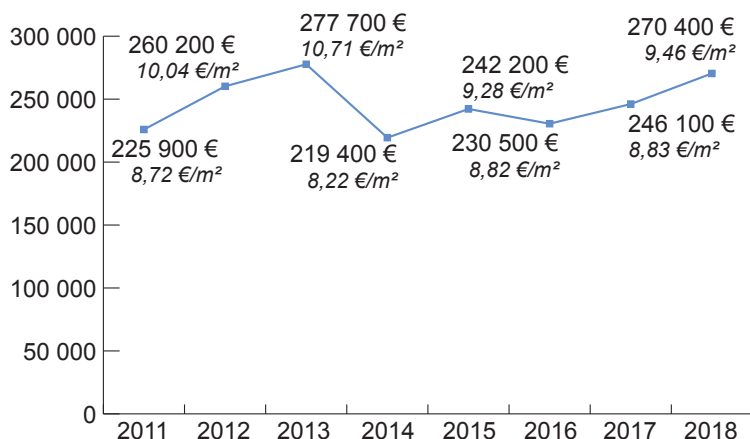 300 000
250 000
200 000
150 000
100 000
50 000
0
225 900 €
8,72 €/m²
260 200 €
10,04 €/m²
277 700 €
10,71 €/m²
219 400 €
8,22 €/m²
242 200 €
9,28 €/m²
230 500 €
8,82 €/m²
246 100 €
8,83 €/m²
270 400 €
9,46 €/m²
2011 2012 2013 2014 2015 2016 2017 2018